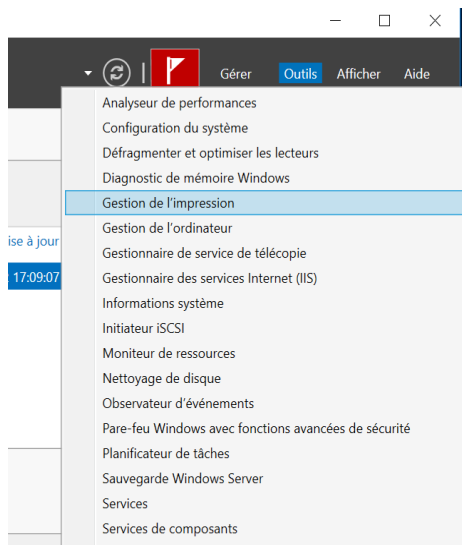 Gérer Outils Afficher Aide
Analyseur de performances
Configuration du système
Défragmenter et optimiser les lecteurs
Diagnostic de mémoire Windows
Gestion de l'impression
Gestion de l'ordinateur
ise à jour
Gestionnaire de service de télécopie
17:09:07
Gestionnaire des services Internet (IIS)
Informations système
Initiateur iSCSI
Moniteur de ressources
Nettoyage de disque
Observateur d'événements
Pare-feu Windows avec fonctions avancées de sécurité
Planificateur de tâches
Sauvegarde Windows Server
Services
Services de composants